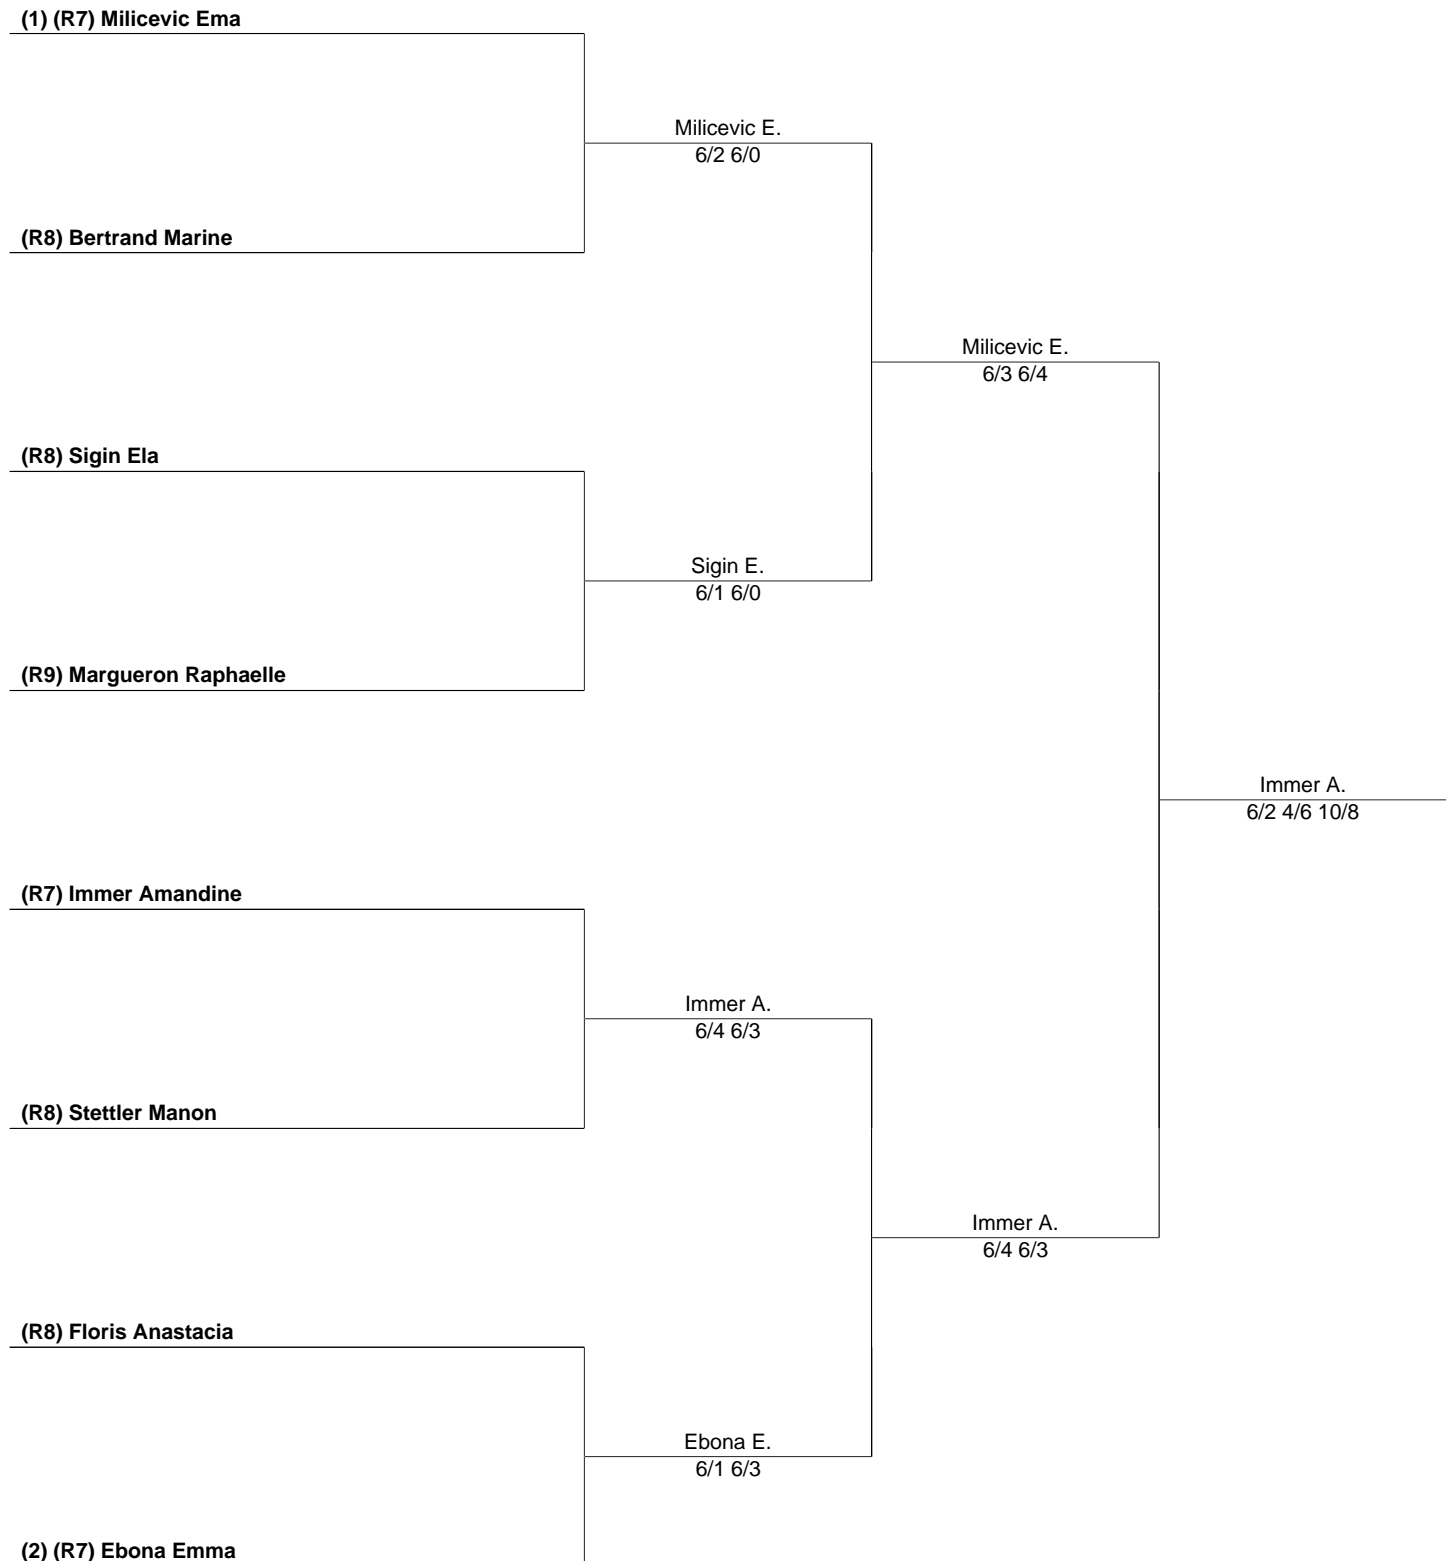 (1) (R7) Milicevic Ema
Milicevic E.
6/2 6/0
(R8) Bertrand Marine
Milicevic E.
6/3 6/4
(R8) Sigin Ela
Sigin E.
6/1 6/0
(R9) Margueron Raphaelle
Immer A.
6/2 4/6 10/8
(R7) Immer Amandine
Immer A.
6/4 6/3
(R8) Stettler Manon
Immer A.
6/4 6/3
(R8) Floris Anastacia
Ebona E.
6/1 6/3
(2) (R7) Ebona Emma